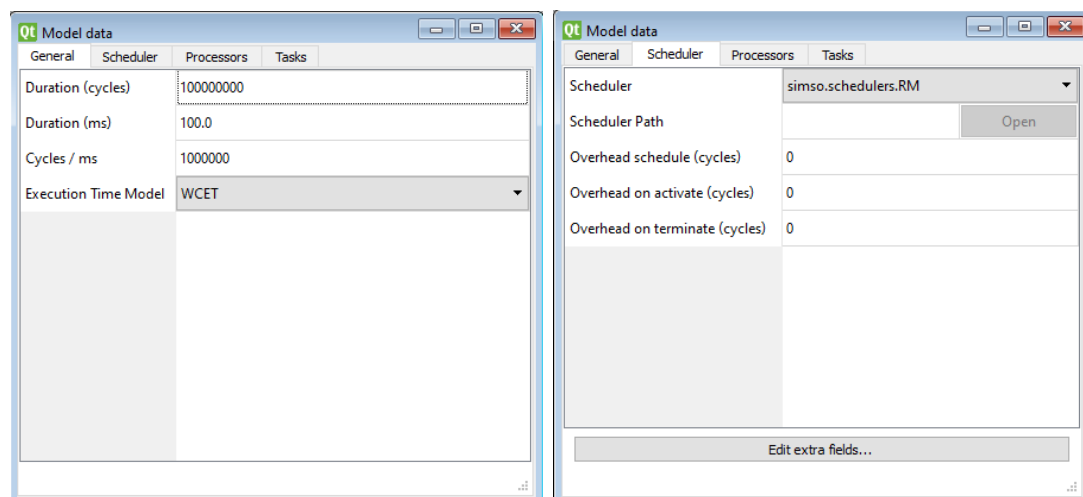 Qt Model data
General Scheduler Processors Tasks
Duration (cycles) 100000000
Duration (ms) 100.0
Cycles / ms 1000000
Execution Time Model WCET
Qt Model data
General Scheduler Processors Tasks
Scheduler simso.schedulers.RM
Scheduler Path Open
Overhead schedule (cycles) 0
Overhead on activate (cycles) 0
Overhead on terminate (cycles) 0
Edit extra fields...